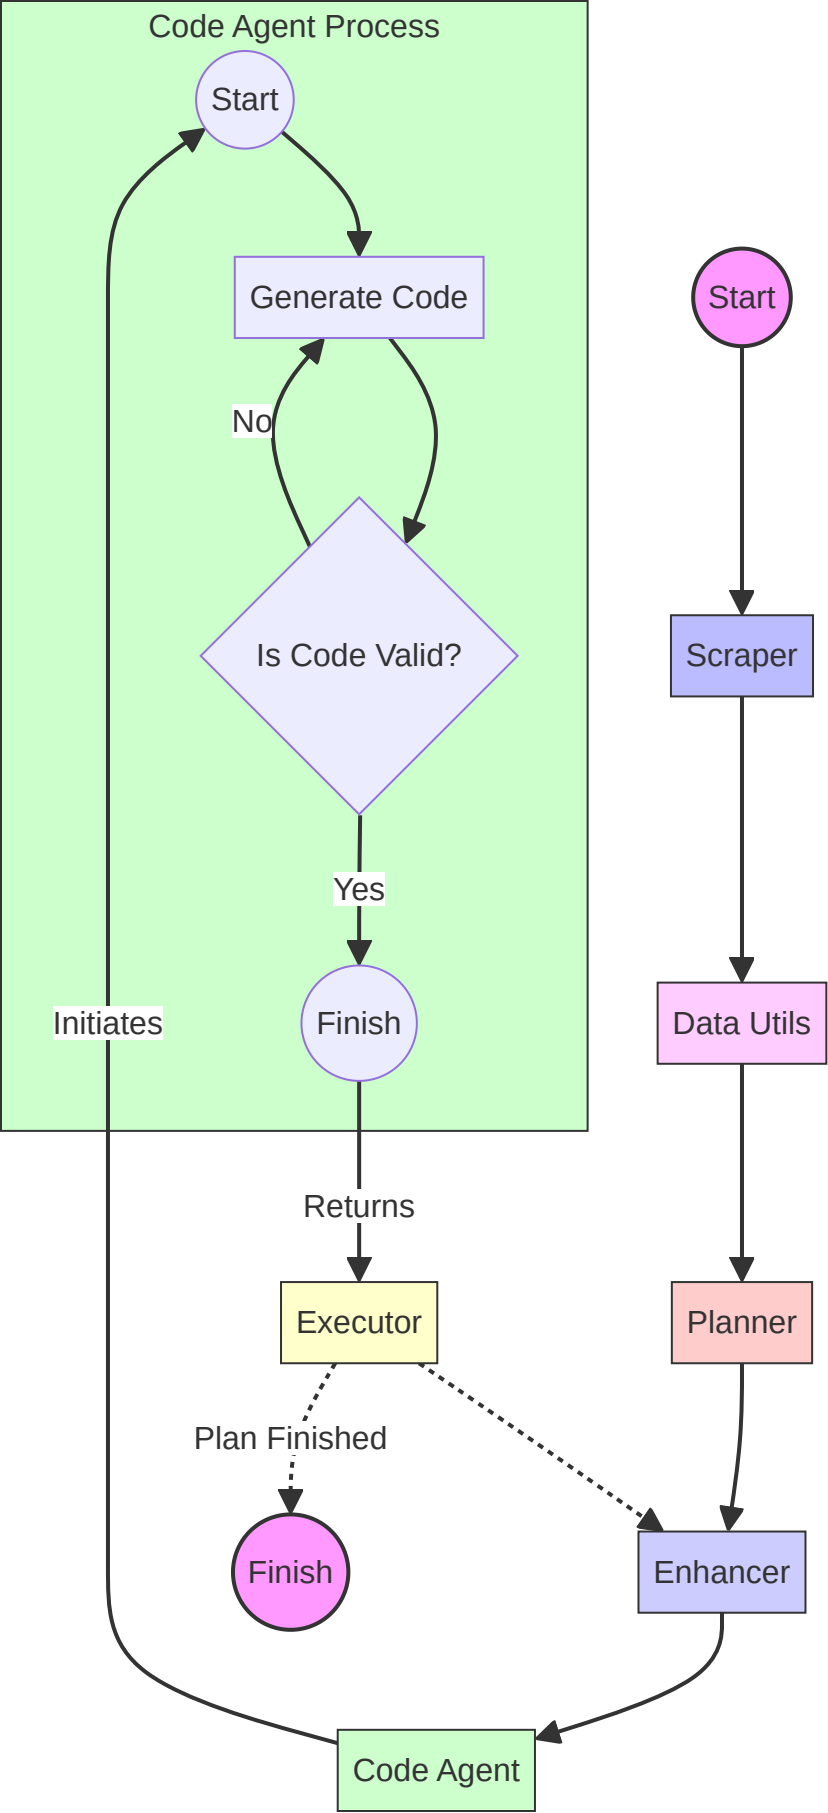 Code Agent Process
Start
Generate Code
Start
No
Is Code Valid?
Scraper
Yes
Finish
Initiates
Data Utils
Returns
Executor
Planner
Plan Finished
Finish
Enhancer
Code Agent